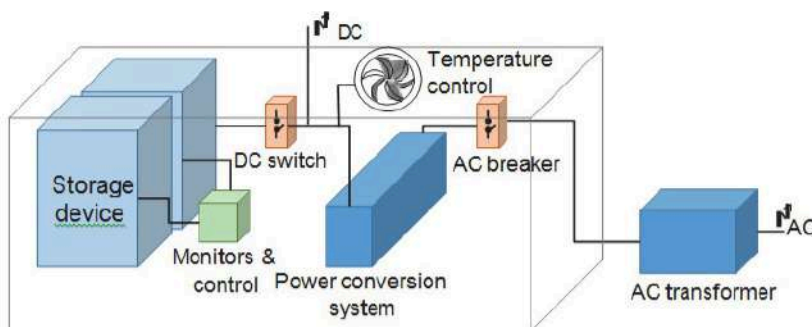 DC
Temperature
control
DC switch
AC breaker
Storage
device
Monitors &
control
Power conversion
system
AC
AC transformer